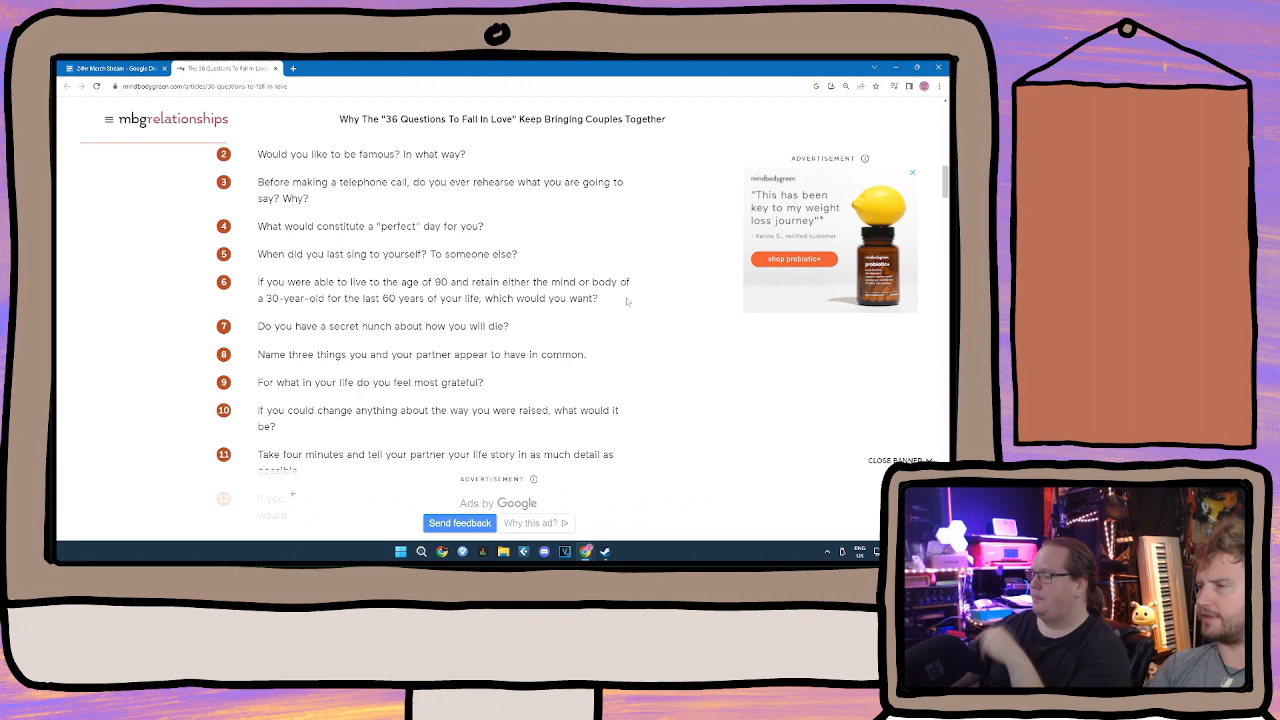 24hr Merch Stream - Google Do
The 36 Questions To Fall In Love
mindbodygreen.com/articles/36-questions-to-fall-in-love
mbgrelationships
Why The "36 Questions To Fall In Love" Keep Bringing Couples Together
2 Would you like to be famous? In what way?
3 Before making a telephone call, do you ever rehearse what you are going to
say? Why?
4 What would constitute a "perfect" day for you?
5 When did you last sing to yourself? To someone else?
6 If you were able to live to the age of 90 and retain either the mind or body of
a 30-year-old for the last 60 years of your life, which would you want?
7 Do you have a secret hunch about how you will die?
8 Name three things you and your partner appear to have in common.
9 For what in your life do you feel most grateful?
10 If you could change anything about the way you were raised, what would it
be?
11 Take four minutes and tell your partner your life story in as much detail as
possible.
12 If you
would
ADVERTISEMENT
mindbodygreen
"This has been
key to my weight
loss journey"*
- Karina S., verified customer
shop probiotic+
probiotic+
CLOSE BANNER
ADVERTISEMENT
Ads by Google
Send feedback
Why this ad?
ENG
UK